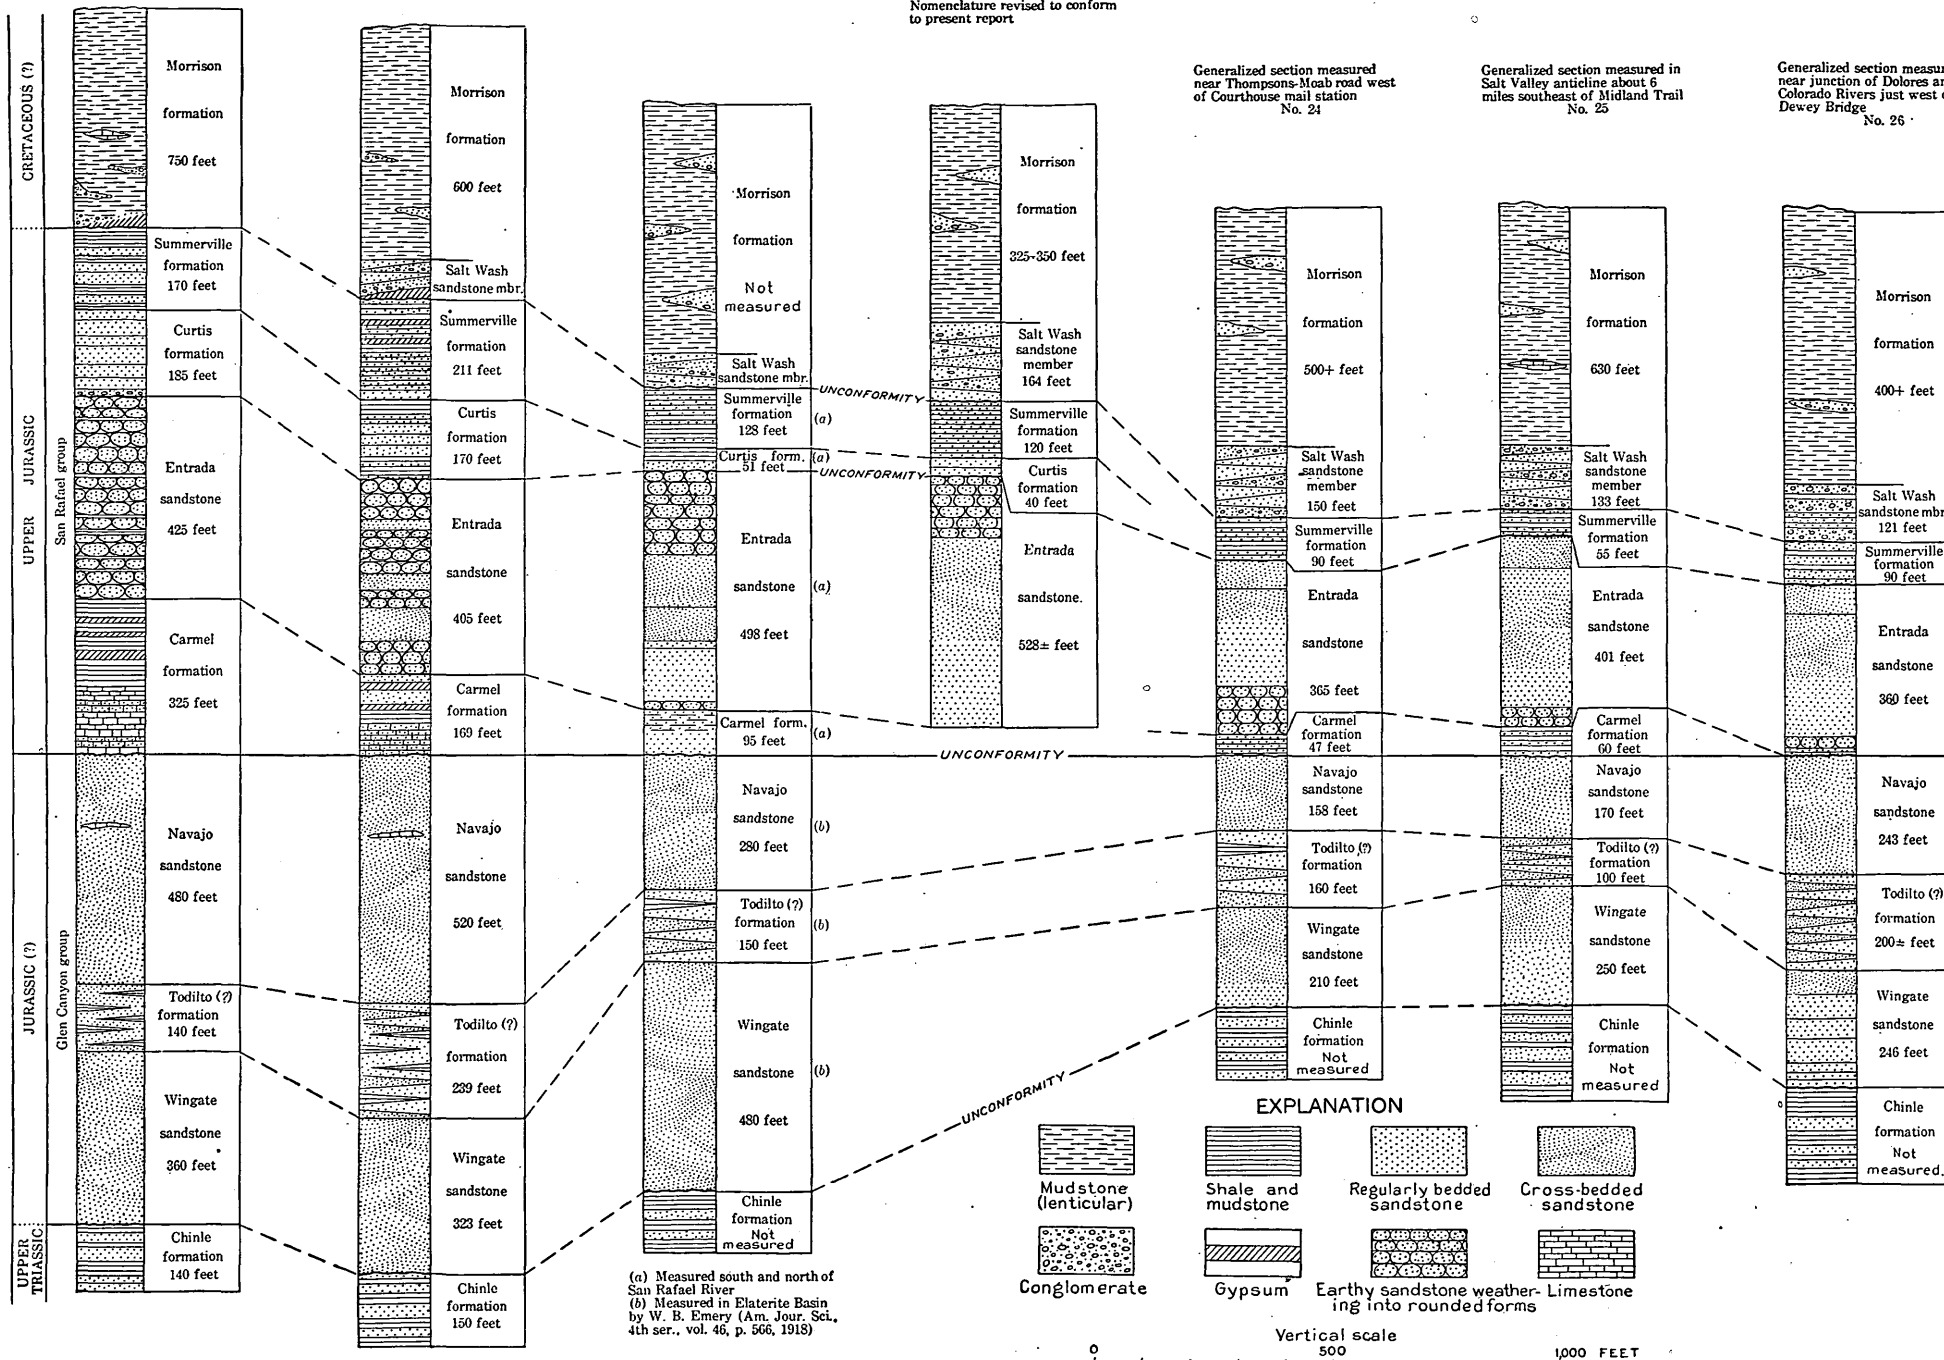 Nomenclature revised to conform
to present report
Generalized section measured
near Thompsons-Moab road west
of Courthouse mail station
No. 24
Generalized section measured in
Salt Valley anticline about 6
miles southeast of Midland Trail
No. 25
Generalized section
near junction of Dolores
Colorado Rivers just west
Dewey Bridge
No. 26
CRETACEOUS (?)
UPPER JURASSIC
San Rafael group
JURASSIC (?)
Glen Canyon group
UPPER
TRIASSIC
Morrison
formation
750 feet
Summerville
formation
170 feet
Curtis
formation
185 feet
Entrada
sandstone
425 feet
Carmel
formation
325 feet
Navajo
sandstone
480 feet
Todilto (?)
formation
140 feet
Wingate
sandstone
360 feet
Chinle
formation
140 feet
Morrison
formation
600 feet
Salt Wash
sandstone mbr.
Summerville
formation
211 feet
Curtis
formation
170 feet
Entrada
sandstone
405 feet
Carmel
formation
169 feet
Navajo
sandstone
520 feet
Todilto (?)
formation
239 feet
Wingate
sandstone
323 feet
Chinle
formation
150 feet
Morrison
formation
Not
measured
Salt Wash
sandstone mbr.
Summerville
formation (a)
128 feet
Curtis form. (a)
51 feet
Entrada
sandstone (a)
498 feet
Carmel form.
95 feet (a)
Navajo
sandstone (b)
280 feet
Todilto (?)
formation (b)
150 feet
Wingate
sandstone (b)
480 feet
Chinle
formation
Not
measured
(a) Measured south and north of
San Rafael River
(b) Measured in Elaterite Basin
by W. B. Emery (Am. Jour. Sci.,
4th ser., vol. 46, p. 566, 1918)
UNCONFORMITY
UNCONFORMITY
UNCONFORMITY
UNCONFORMITY
Morrison
formation
325-350 feet
Salt Wash
sandstone
member
164 feet
Summerville
formation
120 feet
Curtis
formation
40 feet
Entrada
sandstone.
528± feet
Morrison
formation
500+ feet
Salt Wash
sandstone
member
150 feet
Summerville
formation
90 feet
Entrada
sandstone
365 feet
Carmel
formation
47 feet
Navajo
sandstone
158 feet
Todilto (?)
formation
160 feet
Wingate
sandstone
210 feet
Chinle
formation
Not
measured
Morrison
formation
630 feet
Salt Wash
sandstone
member
133 feet
Summerville
formation
55 feet
Entrada
sandstone
401 feet
Carmel
formation
60 feet
Navajo
sandstone
170 feet
Todilto (?)
formation
100 feet
Wingate
sandstone
250 feet
Chinle
formation
Not
measured
Morrison
formation
400+ feet
Salt Wash
sandstone mbr
121 feet
Summerville
formation
90 feet
Entrada
sandstone
360 feet
Navajo
sandstone
243 feet
Todilto (?)
formation
200± feet
Wingate
sandstone
246 feet
Chinle
formation
Not
measured.
EXPLANATION
Mudstone
(lenticular)
Shale and
mudstone
Regularly bedded
sandstone
Cross-bedded
sandstone
Conglomerate
Gypsum
Earthy sandstone weather-
ing into rounded forms
Limestone
Vertical scale
0 500 1,000 FEET